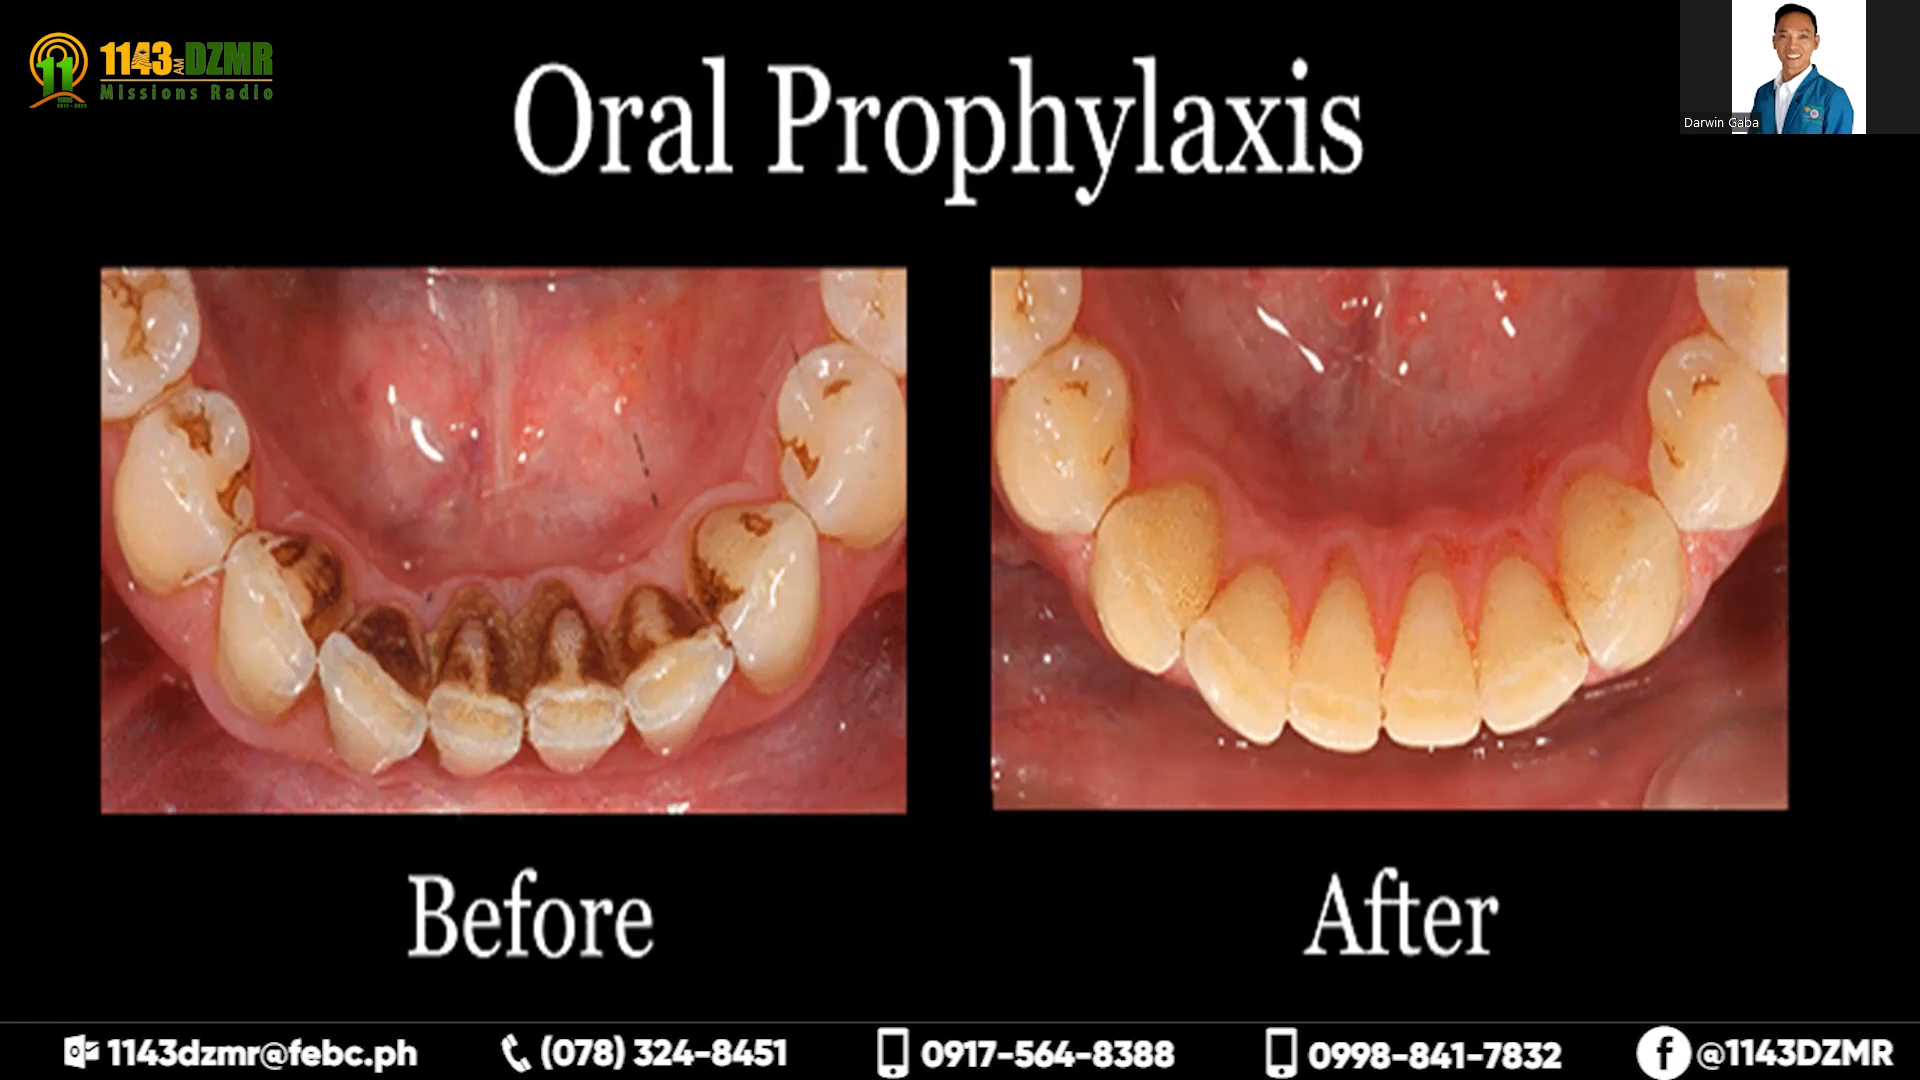 1143 AM DZMR
Missions Radio
11
Oral Prophylaxis
Darwin Gaba
Before
After
1143dzmr@febc.ph
(078) 324-8451
0917-564-8388
0998-841-7832
@1143DZMR